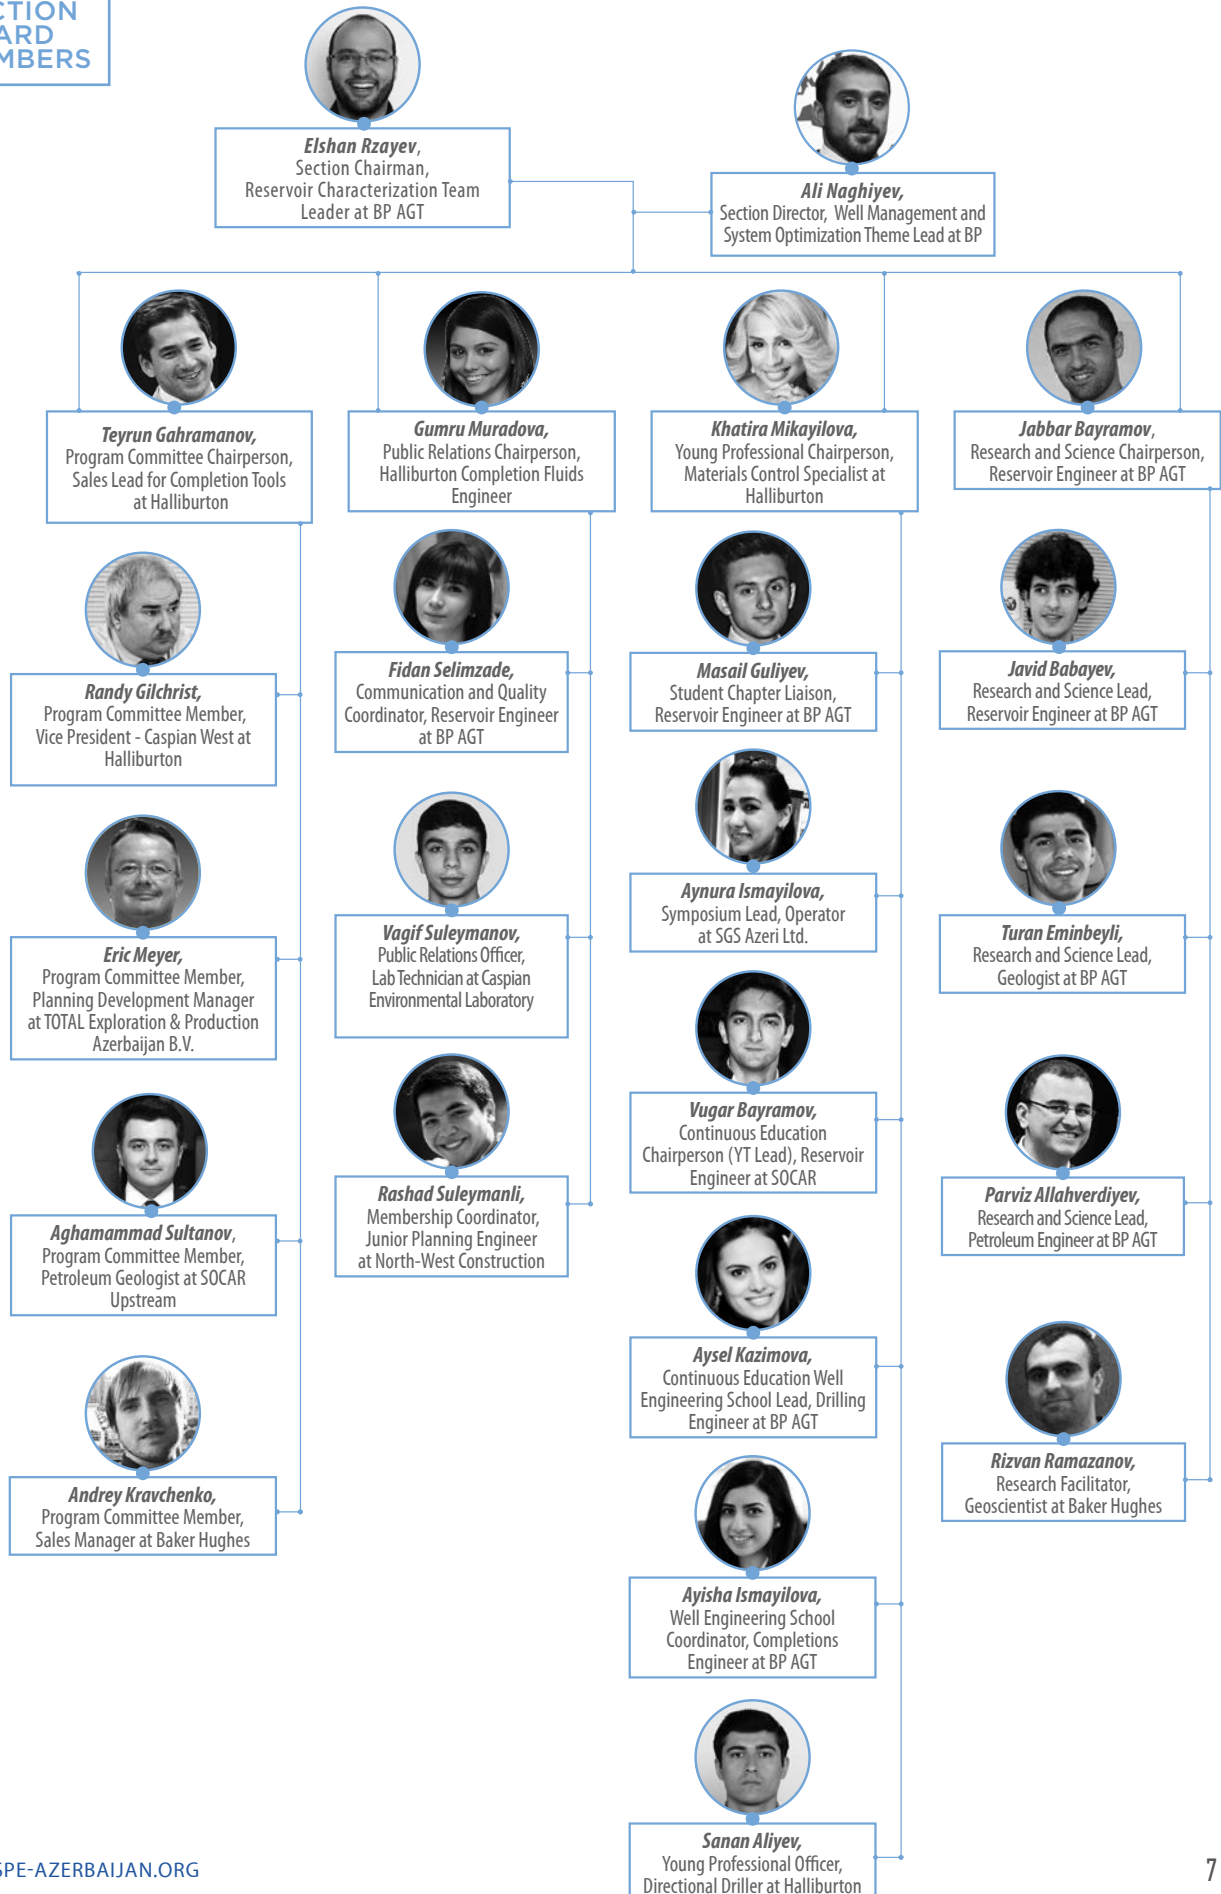 CTION
ARD
MBERS
Elshan Rzayev,
Section Chairman,
Reservoir Characterization Team
Leader at BP AGT
Ali Naghiyev,
Section Director, Well Management and
System Optimization Theme Lead at BP
Teyrun Gahramanov,
Program Committee Chairperson,
Sales Lead for Completion Tools
at Halliburton
Gumru Muradova,
Public Relations Chairperson,
Halliburton Completion Fluids
Engineer
Khatira Mikayilova,
Young Professional Chairperson,
Materials Control Specialist at
Halliburton
Jabbar Bayramov,
Research and Science Chairperson,
Reservoir Engineer at BP AGT
Randy Gilchrist,
Program Committee Member,
Vice President - Caspian West at
Halliburton
Eric Meyer,
Program Committee Member,
Planning Development Manager
at TOTAL Exploration & Production
Azerbaijan B.V.
Aghamammad Sultanov,
Program Committee Member,
Petroleum Geologist at SOCAR
Upstream
Andrey Kravchenko,
Program Committee Member,
Sales Manager at Baker Hughes
Fidan Selimzade,
Communication and Quality
Coordinator, Reservoir Engineer
at BP AGT
Vagif Suleymanov,
Public Relations Officer,
Lab Technician at Caspian
Environmental Laboratory
Rashad Suleymanli,
Membership Coordinator,
Junior Planning Engineer
at North-West Construction
Masail Guliyev,
Student Chapter Liaison,
Reservoir Engineer at BP AGT
Aynura Ismayilova,
Symposium Lead, Operator
at SGS Azeri Ltd.
Vugar Bayramov,
Continuous Education
Chairperson (YT Lead), Reservoir
Engineer at SOCAR
Aysel Kazimova,
Continuous Education Well
Engineering School Lead, Drilling
Engineer at BP AGT
Ayisha Ismayilova,
Well Engineering School
Coordinator, Completions
Engineer at BP AGT
Sanan Aliyev,
Young Professional Officer,
Directional Driller at Halliburton
Javid Babayev,
Research and Science Lead,
Reservoir Engineer at BP AGT
Turan Eminbeyli,
Research and Science Lead,
Geologist at BP AGT
Parviz Allahverdiyev,
Research and Science Lead,
Petroleum Engineer at BP AGT
Rizvan Ramazanov,
Research Facilitator,
Geoscientist at Baker Hughes
SPE-AZERBAIJAN.ORG
7